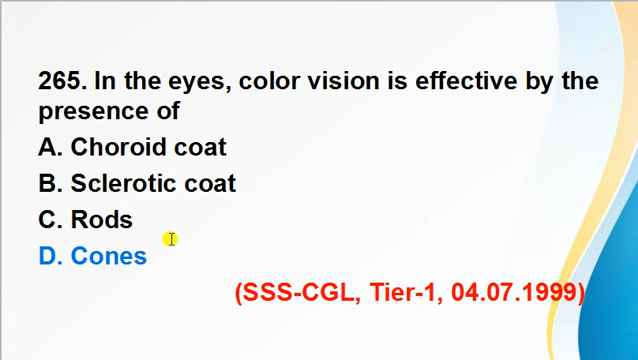 265. In the eyes, color vision is effective by the
presence of
A. Choroid coat
B. Sclerotic coat
C. Rods
D. Cones
(SSS-CGL, Tier-1, 04.07.1999)